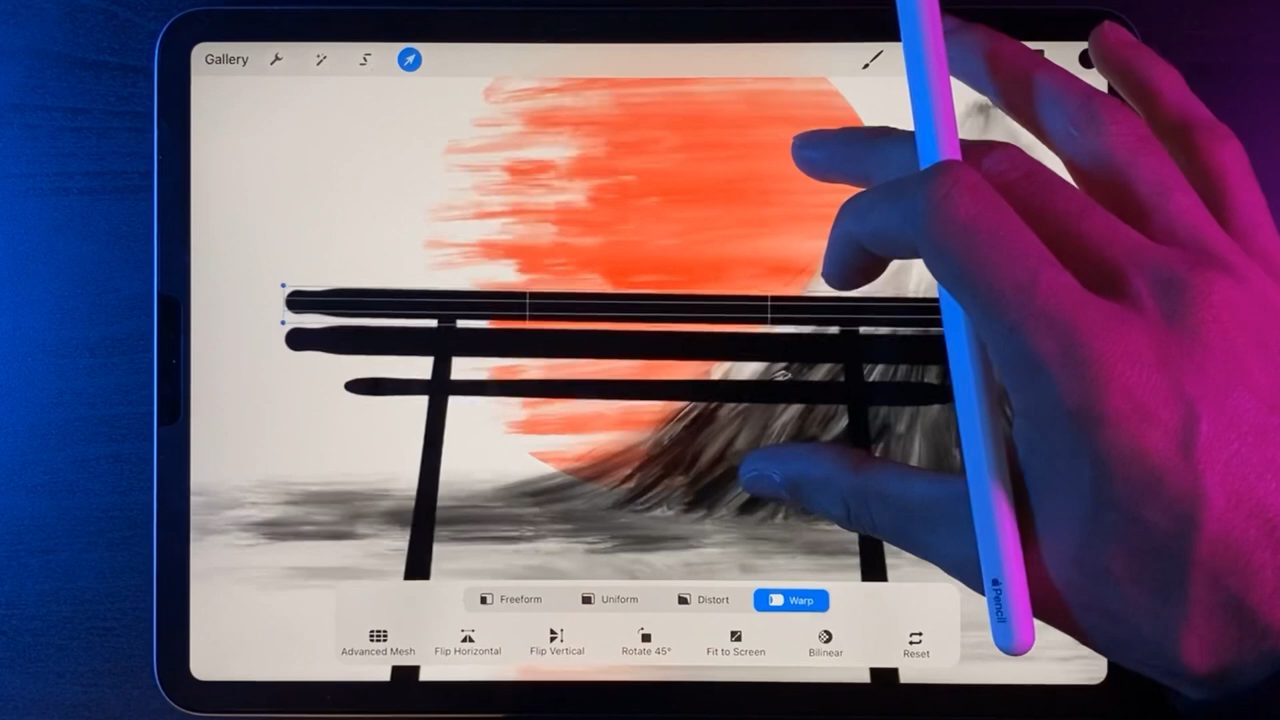 Gallery
Freeform Uniform Distort Warp
Advanced Mesh Flip Horizontal Flip Vertical Rotate 45° Fit to Screen Bilinear Reset
Pencil